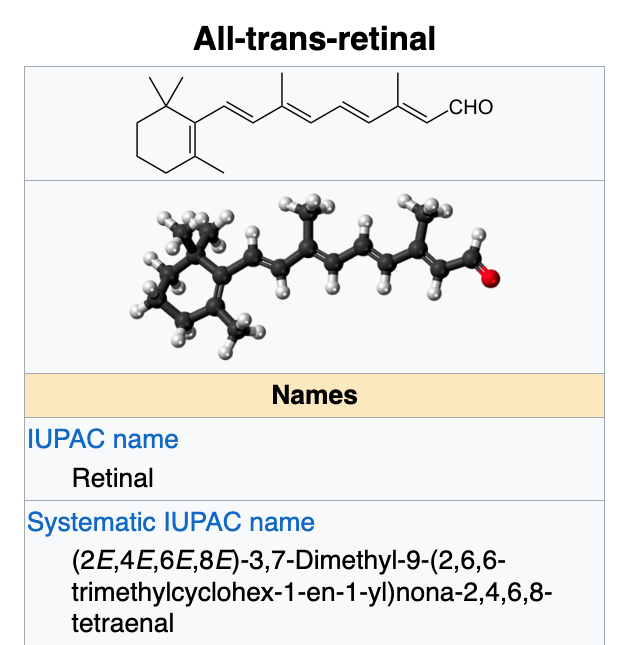 All-trans-retinal
CHO
Names
IUPAC name
Retinal
Systematic IUPAC name
(2E,4E,6E,8E)-3,7-Dimethyl-9-(2,6,6-
trimethylcyclohex-1-en-1-yl)nona-2,4,6,8-
tetraenal